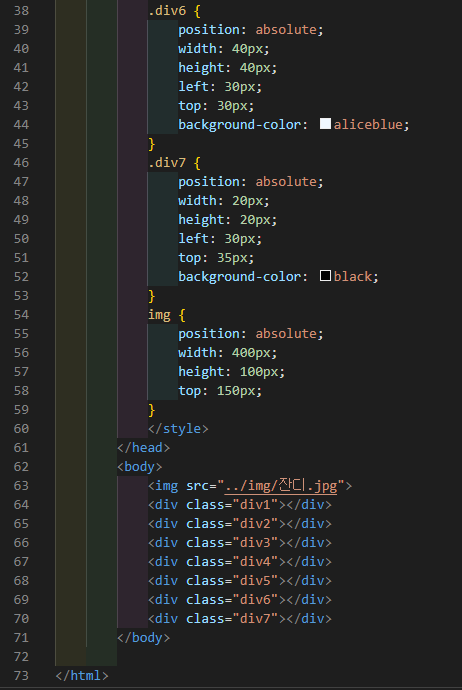 38 .div6 {
39 position: absolute;
40 width: 40px;
41 height: 40px;
42 left: 30px;
43 top: 30px;
44 background-color: aliceblue;
45 }
46 .div7 {
47 position: absolute;
48 width: 20px;
49 height: 20px;
50 left: 30px;
51 top: 35px;
52 background-color: black;
53 }
54 img {
55 position: absolute;
56 width: 400px;
57 height: 100px;
58 top: 150px;
59 }
60 </style>
61 </head>
62 <body>
63 <img src="../img/잔디.jpg">
64 <div class="div1"></div>
65 <div class="div2"></div>
66 <div class="div3"></div>
67 <div class="div4"></div>
68 <div class="div5"></div>
69 <div class="div6"></div>
70 <div class="div7"></div>
71 </body>
72
73 </html>